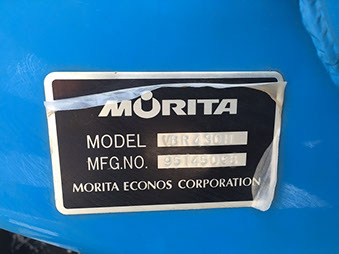 MORITA
MODEL
MFG.NO.
MORITA ECONOS CORPORATION